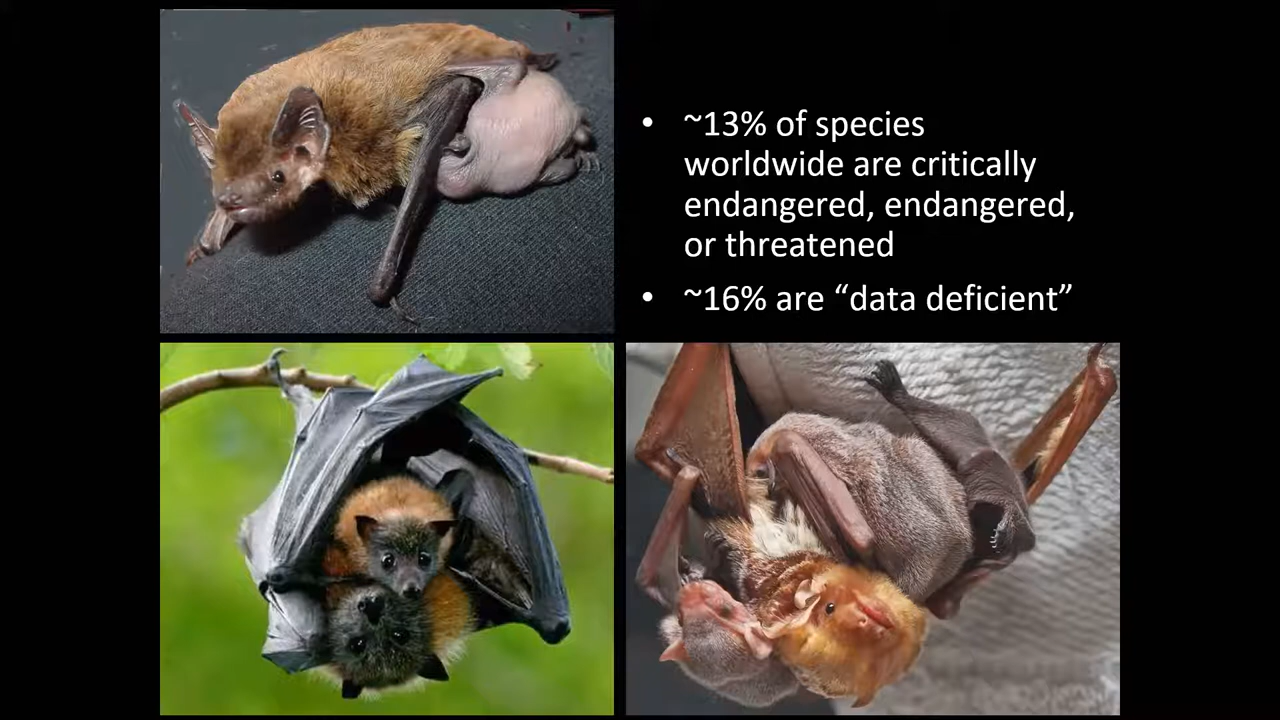 • ~13% of species
worldwide are critically
endangered, endangered,
or threatened
• ~16% are “data deficient”